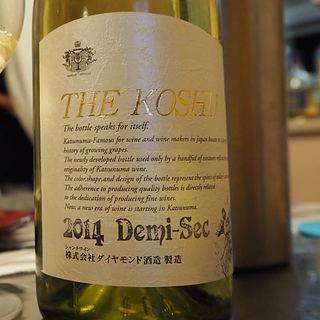 THE KOSHU
The bottle speaks for itself.
Katsunuma-Famous for wine and wine makers in Japan boasts
history of growing grapes.
The newly developed bottle used only by a handful of
originality of Katsunuma wine.
The color, shape, and design of the bottle represent the spirit of
The adherence to producing quality bottles is directly related
to the dedication of producing fine wines.
Now, a new era of wine is starting in Katsunuma.
2014 Demi-Sec
シャンテワイン
株式会社ダイヤモンド酒造 製造